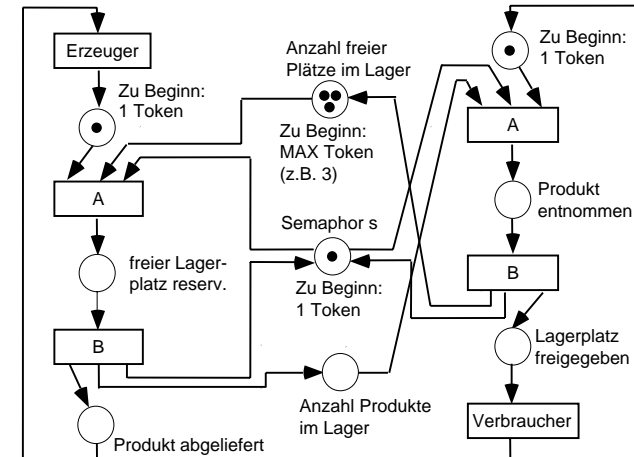 Erzeuger
Zu Beginn:
1 Token
A
freier Lager-
platz reserv.
B
Produkt abgeliefert
Anzahl freier
Plätze im Lager
Zu Beginn:
MAX Token
(z.B. 3)
Semaphor s
Zu Beginn:
1 Token
Anzahl Produkte
im Lager
Zu Beginn:
1 Token
A
Produkt
entnommen
B
Lagerplatz
freigegeben
Verbraucher